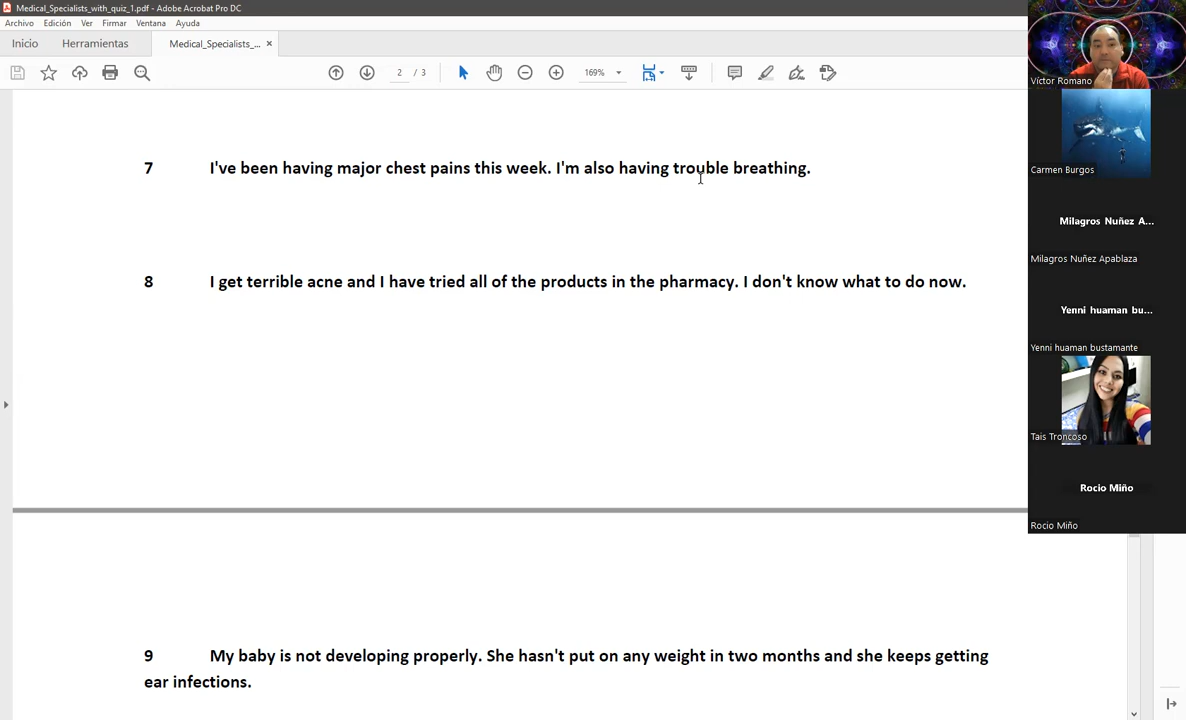 Medical_Specialists_with_quiz_1.pdf - Adobe Acrobat Pro DC
Archivo Edición Ver Firmar Ventana Ayuda
Inicio Herramientas Medical_Specialists_... ×
2 / 3 169%
7 I've been having major chest pains this week. I'm also having trouble breathing.
8 I get terrible acne and I have tried all of the products in the pharmacy. I don't know what to do now.
9 My baby is not developing properly. She hasn't put on any weight in two months and she keeps getting
ear infections.
Víctor Romano
Carmen Burgos
Milagros Nuñez A...
Milagros Nuñez Apablaza
Yenni huaman bu...
Yenni huaman bustamante
Tais Troncoso
Rocio Miño
Rocio Miño